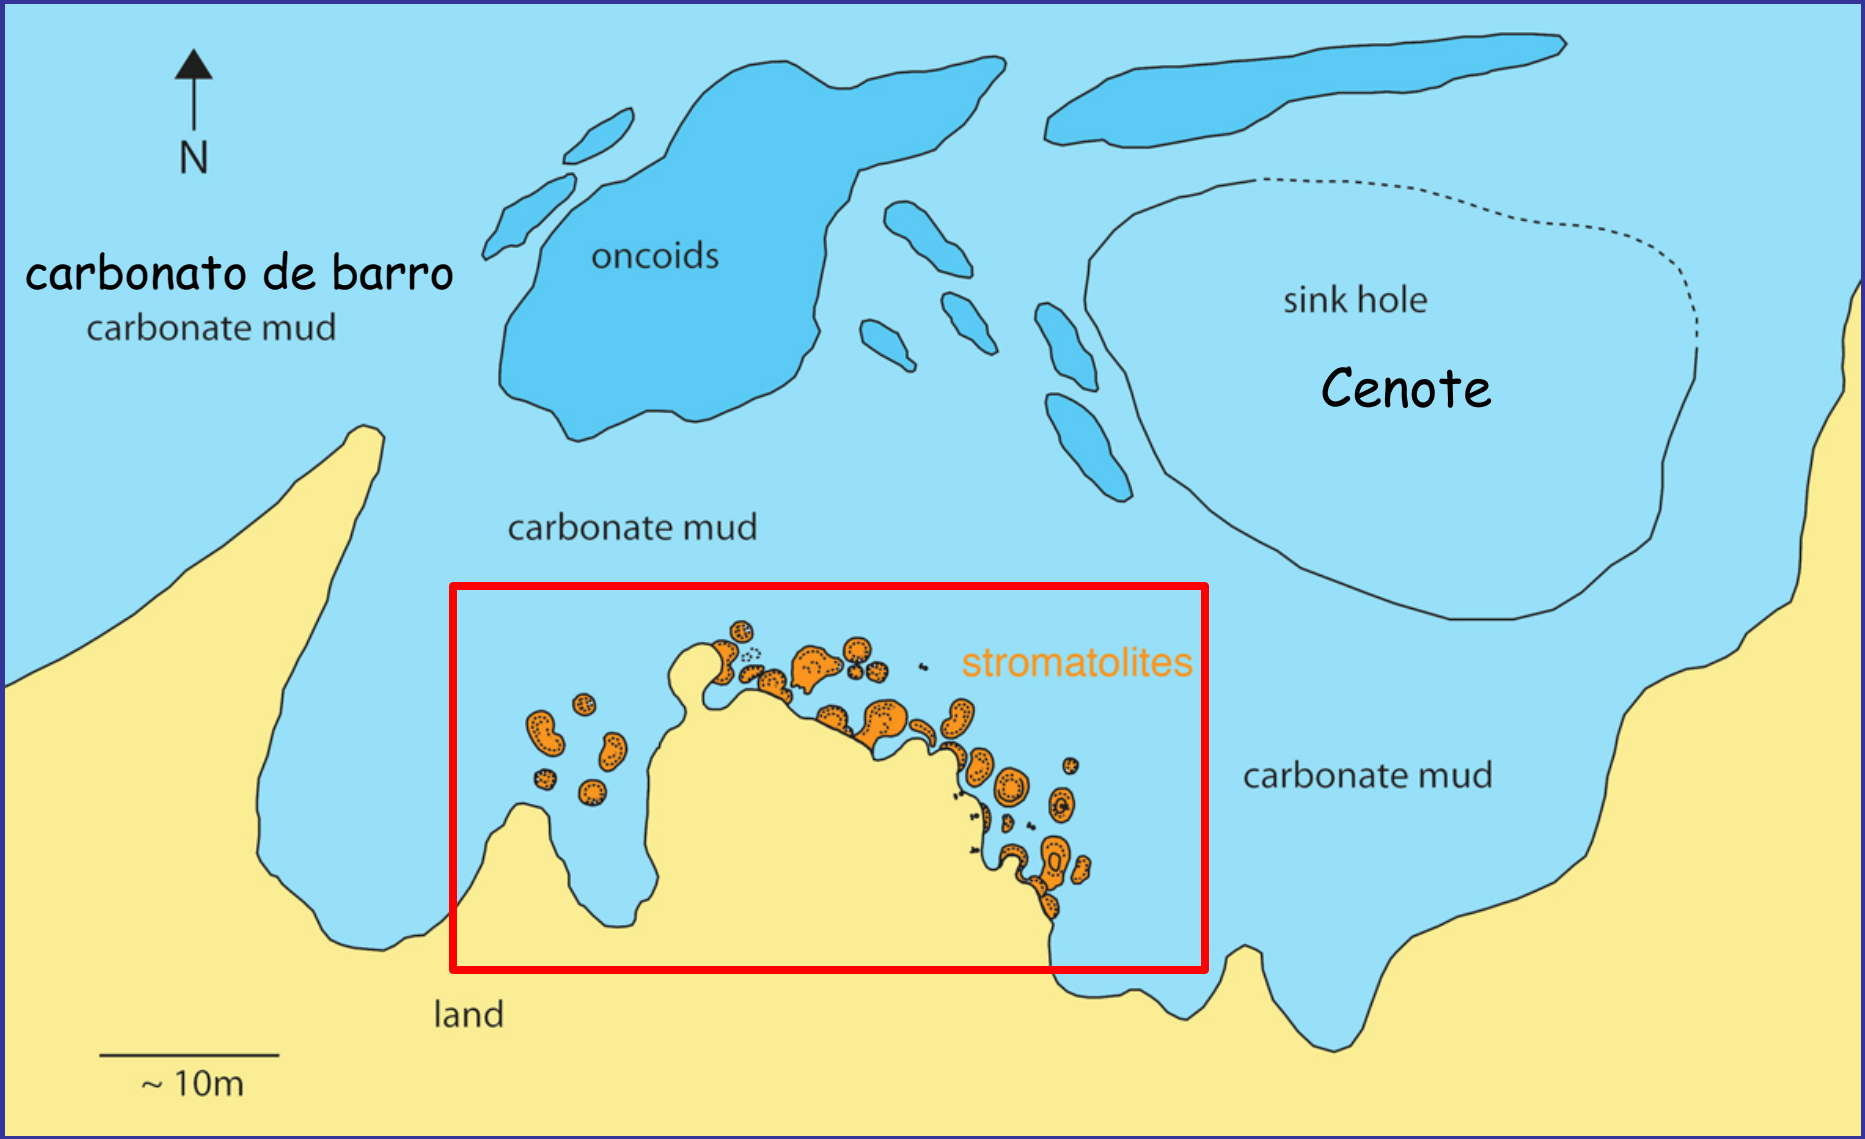 N
oncoids
carbonato de barro
carbonate mud
sink hole
Cenote
carbonate mud
stromatolites
carbonate mud
land
~ 10m